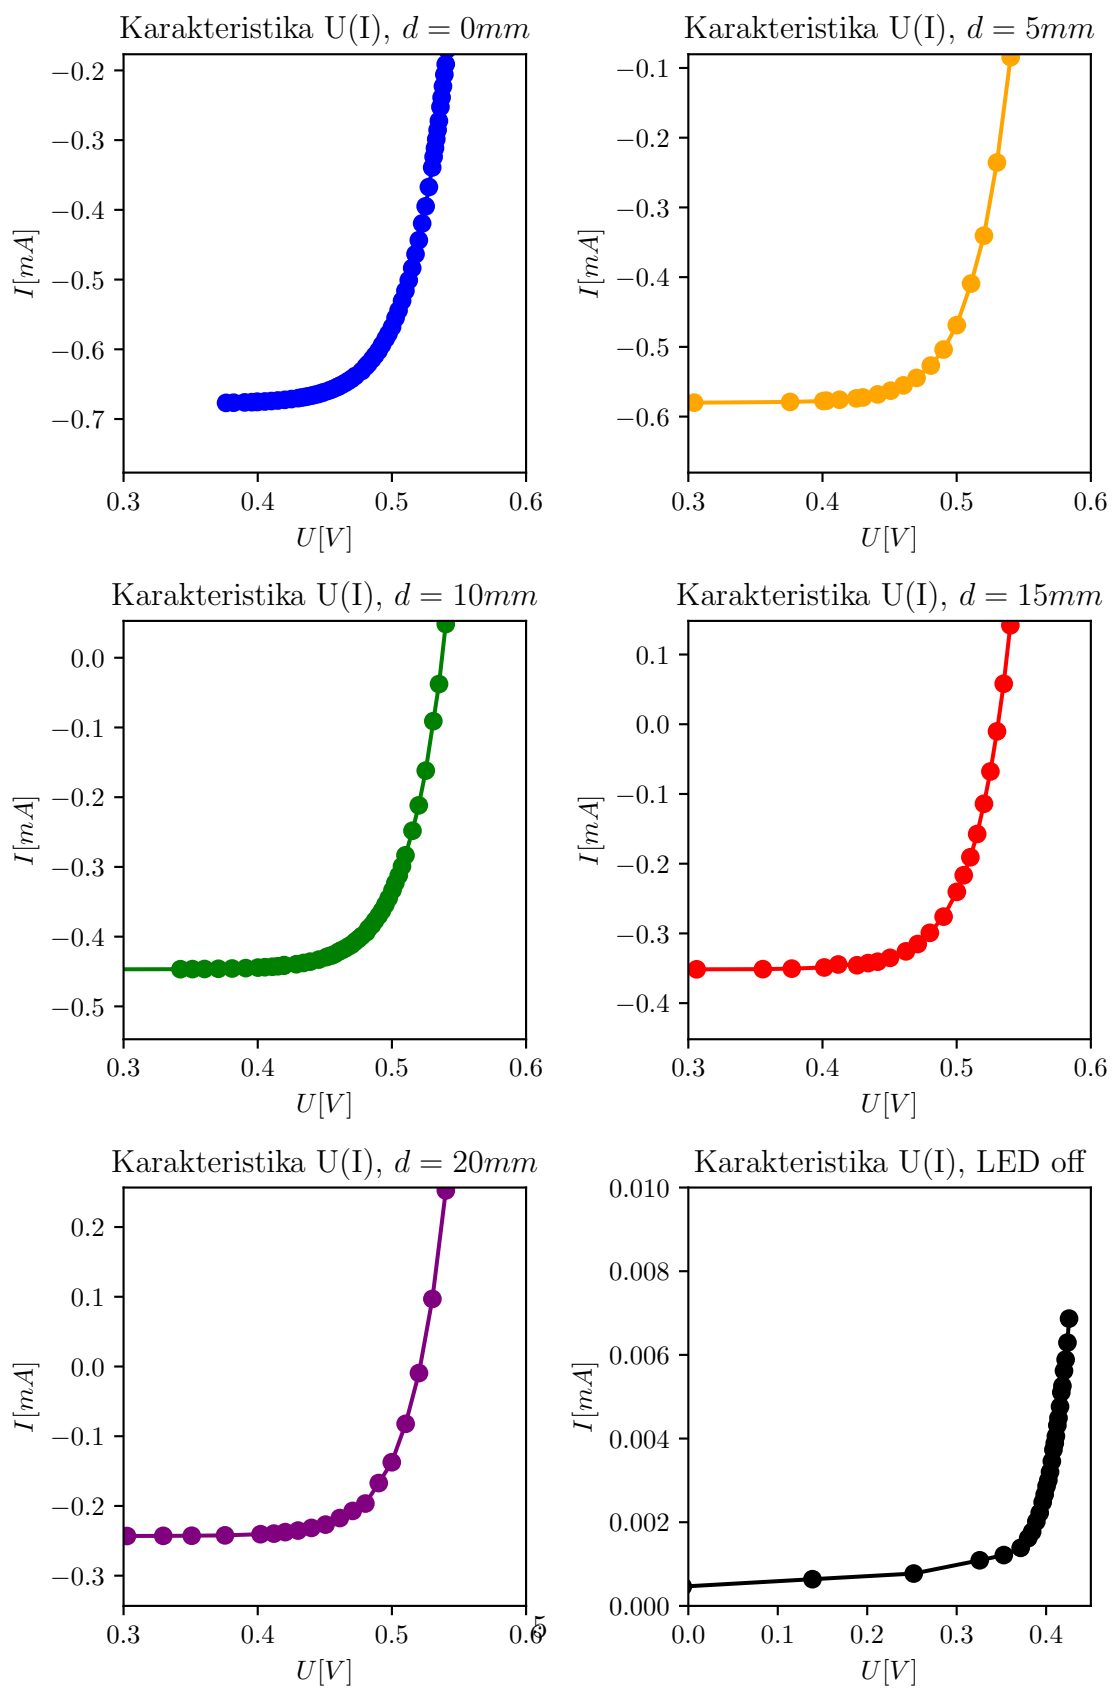 Karakteristika U(I), d = 0mm
−0.2
−0.3
−0.4
−0.5
−0.6
−0.7
I[mA]
0.3 0.4 0.5 0.6
U[V]
Karakteristika U(I), d = 5mm
−0.1
−0.2
−0.3
−0.4
−0.5
−0.6
I[mA]
0.3 0.4 0.5 0.6
U[V]
Karakteristika U(I), d = 10mm
0.0
−0.1
−0.2
−0.3
−0.4
−0.5
I[mA]
0.3 0.4 0.5 0.6
U[V]
Karakteristika U(I), d = 15mm
0.1
0.0
−0.1
−0.2
−0.3
−0.4
I[mA]
0.3 0.4 0.5 0.6
U[V]
Karakteristika U(I), d = 20mm
0.2
0.1
0.0
−0.1
−0.2
−0.3
I[mA]
0.3 0.4 0.5 0.6
U[V]
Karakteristika U(I), LED off
0.010
0.008
0.006
0.004
0.002
0.000
I[mA]
0.0 0.1 0.2 0.3 0.4
U[V]
5